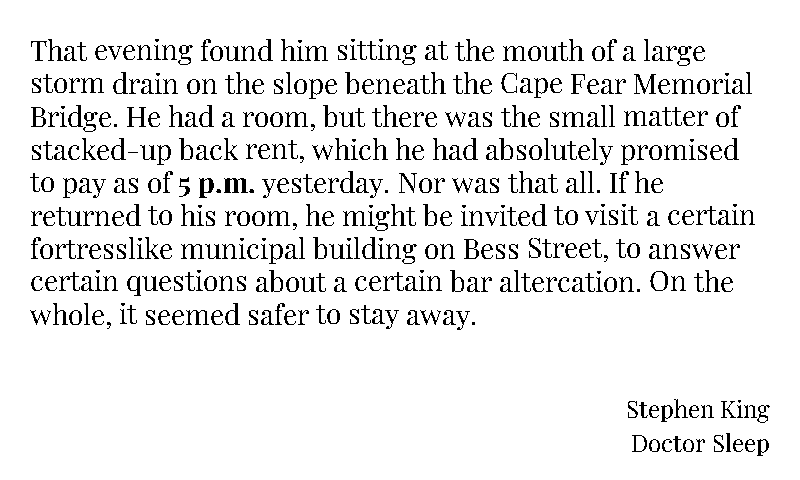 That evening found him sitting at the mouth of a large
storm drain on the slope beneath the Cape Fear Memorial
Bridge. He had a room, but there was the small matter of
stacked-up back rent, which he had absolutely promised
to pay as of 5 p.m. yesterday. Nor was that all. If he
returned to his room, he might be invited to visit a certain
fortresslike municipal building on Bess Street, to answer
certain questions about a certain bar altercation. On the
whole, it seemed safer to stay away.
Stephen King
Doctor Sleep